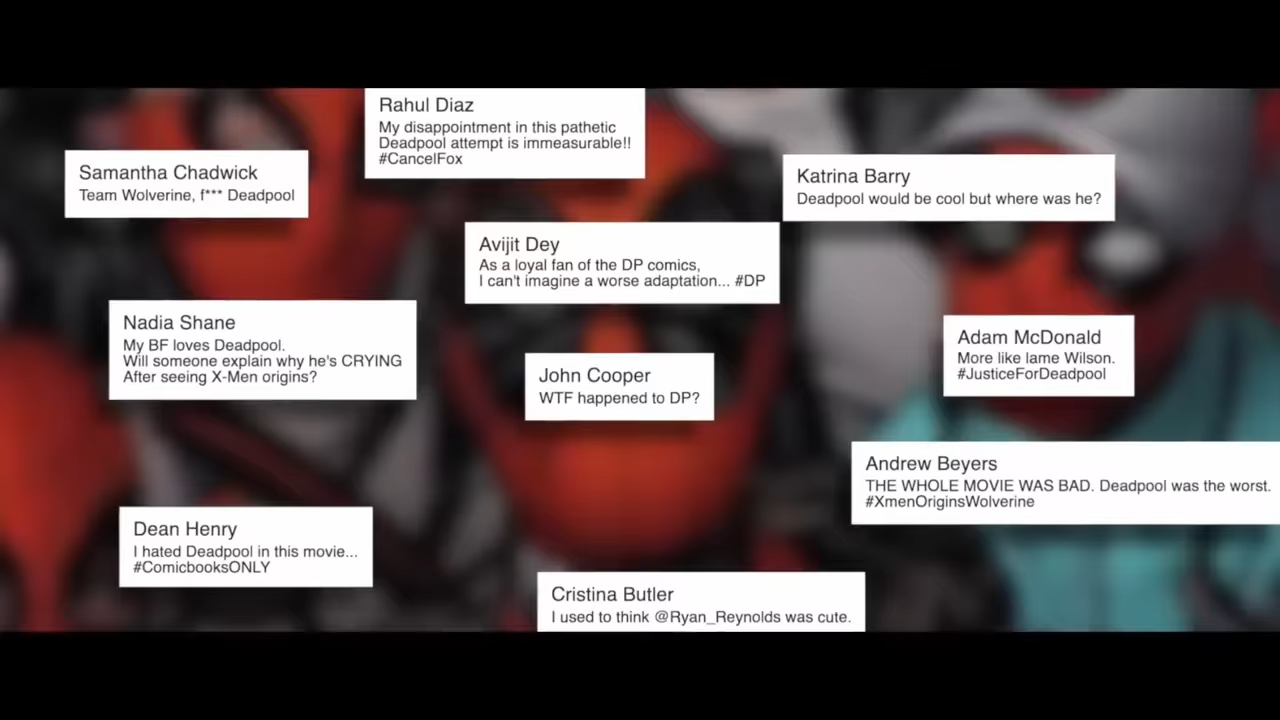 Rahul Diaz
My disappointment in this pathetic
Deadpool attempt is immeasurable!!
#CancelFox
Samantha Chadwick
Team Wolverine, f*** Deadpool
Katrina Barry
Deadpool would be cool but where was he?
Avijit Dey
As a loyal fan of the DP comics,
I can't imagine a worse adaptation... #DP
Nadia Shane
My BF loves Deadpool.
Will someone explain why he's CRYING
After seeing X-Men origins?
Adam McDonald
More like lame Wilson.
#JusticeForDeadpool
John Cooper
WTF happened to DP?
Andrew Beyers
THE WHOLE MOVIE WAS BAD. Deadpool was the worst.
#XmenOriginsWolverine
Dean Henry
I hated Deadpool in this movie...
#ComicbooksONLY
Cristina Butler
I used to think @Ryan_Reynolds was cute.